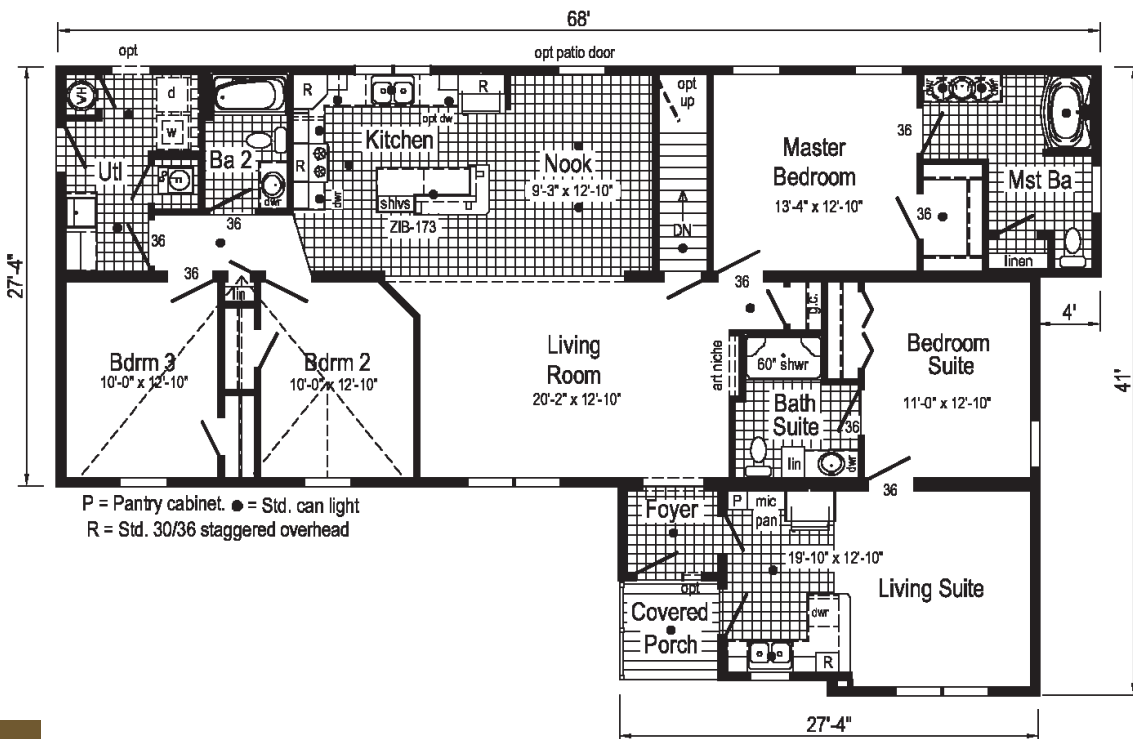 68'
opt
opt patio door
WH
d
w
Utl
Ba 2
dwr
R
R
R
dwr
opt dw
Kitchen
shlvs
ZIB-173
Nook
9'-3" x 12'-10"
opt
up
DN
Master
Bedroom
13'-4" x 12'-10"
36
36
dwr
dwr
Mst Ba
linen
27'-4"
36
36
36
lin
Bdrm 3
10'-0" x 12'-10"
Bdrm 2
10'-0" x 12'-10"
Living
Room
20'-2" x 12'-10"
art niche
36
g.c.
60" shwr
Bath
Suite
36
lin
dwr
Bedroom
Suite
11'-0" x 12'-10"
36
4'
41'
P = Pantry cabinet. ● = Std. can light
R = Std. 30/36 staggered overhead
Foyer
opt
Covered
Porch
P
mic
pan
19'-10" x 12'-10"
Living Suite
dwr
R
27'-4"